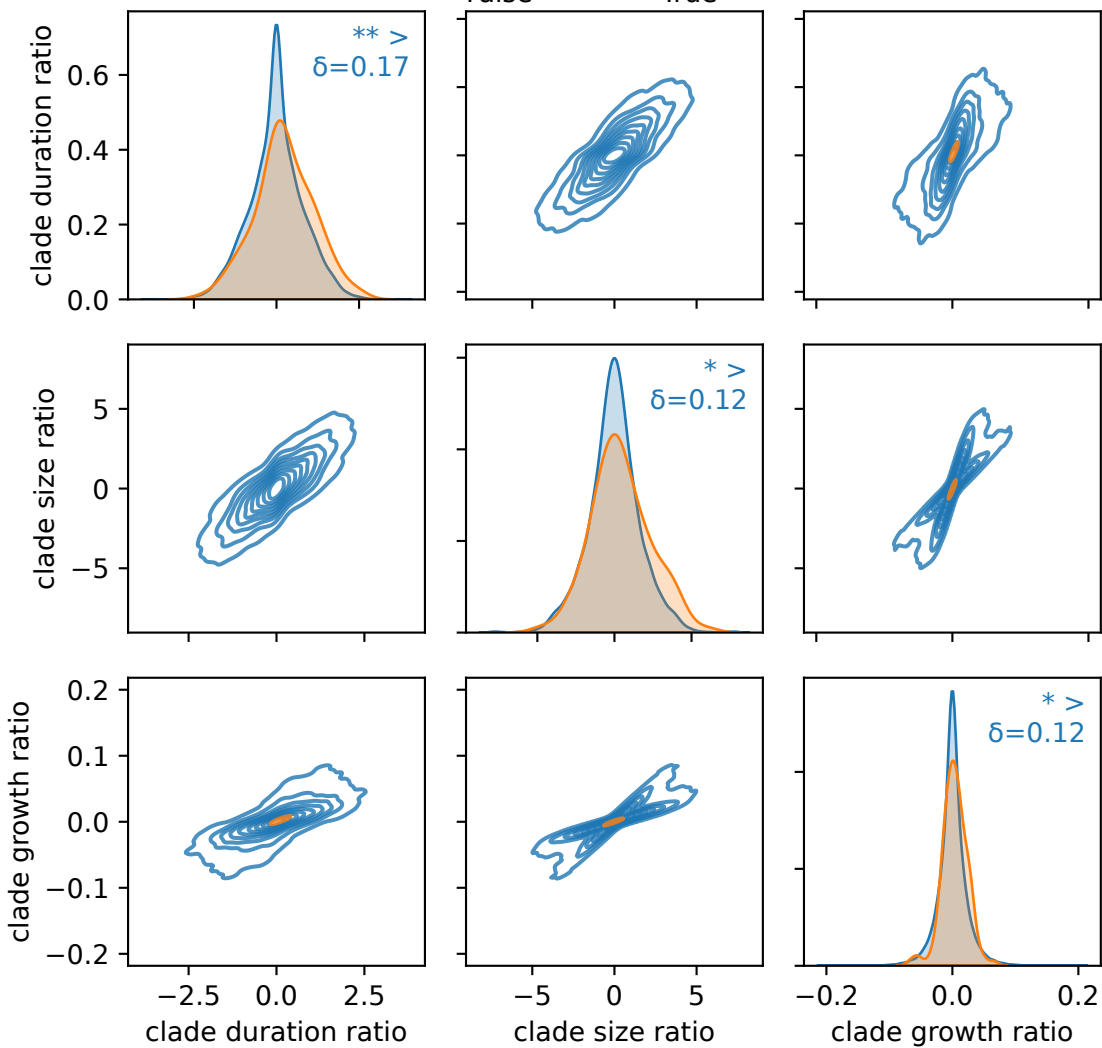 clade duration ratio
0.6
0.4
0.2
0.0
** >
δ=0.17
clade size ratio
5
0
−5
* >
δ=0.12
clade growth ratio
0.2
0.1
0.0
−0.1
−0.2
* >
δ=0.12
−2.5 0.0 2.5
clade duration ratio
−5 0 5
clade size ratio
−0.2 0.0 0.2
clade growth ratio